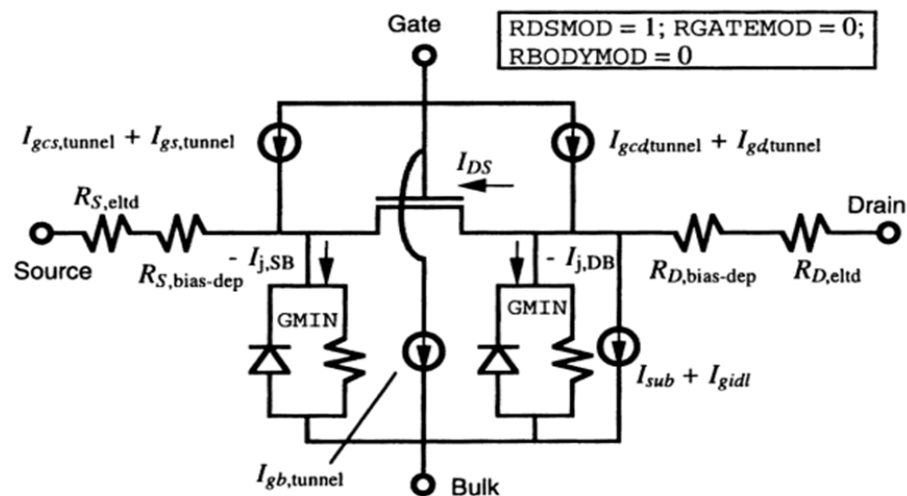 Gate
RDSMOD = 1; RGATEMOD = 0;
RBODYMOD = 0
I_gcs,tunnel + I_gs,tunnel
I_gcd,tunnel + I_gd,tunnel
I_DS
R_S,eltd
Drain
Source
R_S,bias-dep
- I_j,SB
- I_j,DB
R_D,bias-dep
R_D,eltd
GMIN
GMIN
I_sub + I_gidl
I_gb,tunnel
Bulk